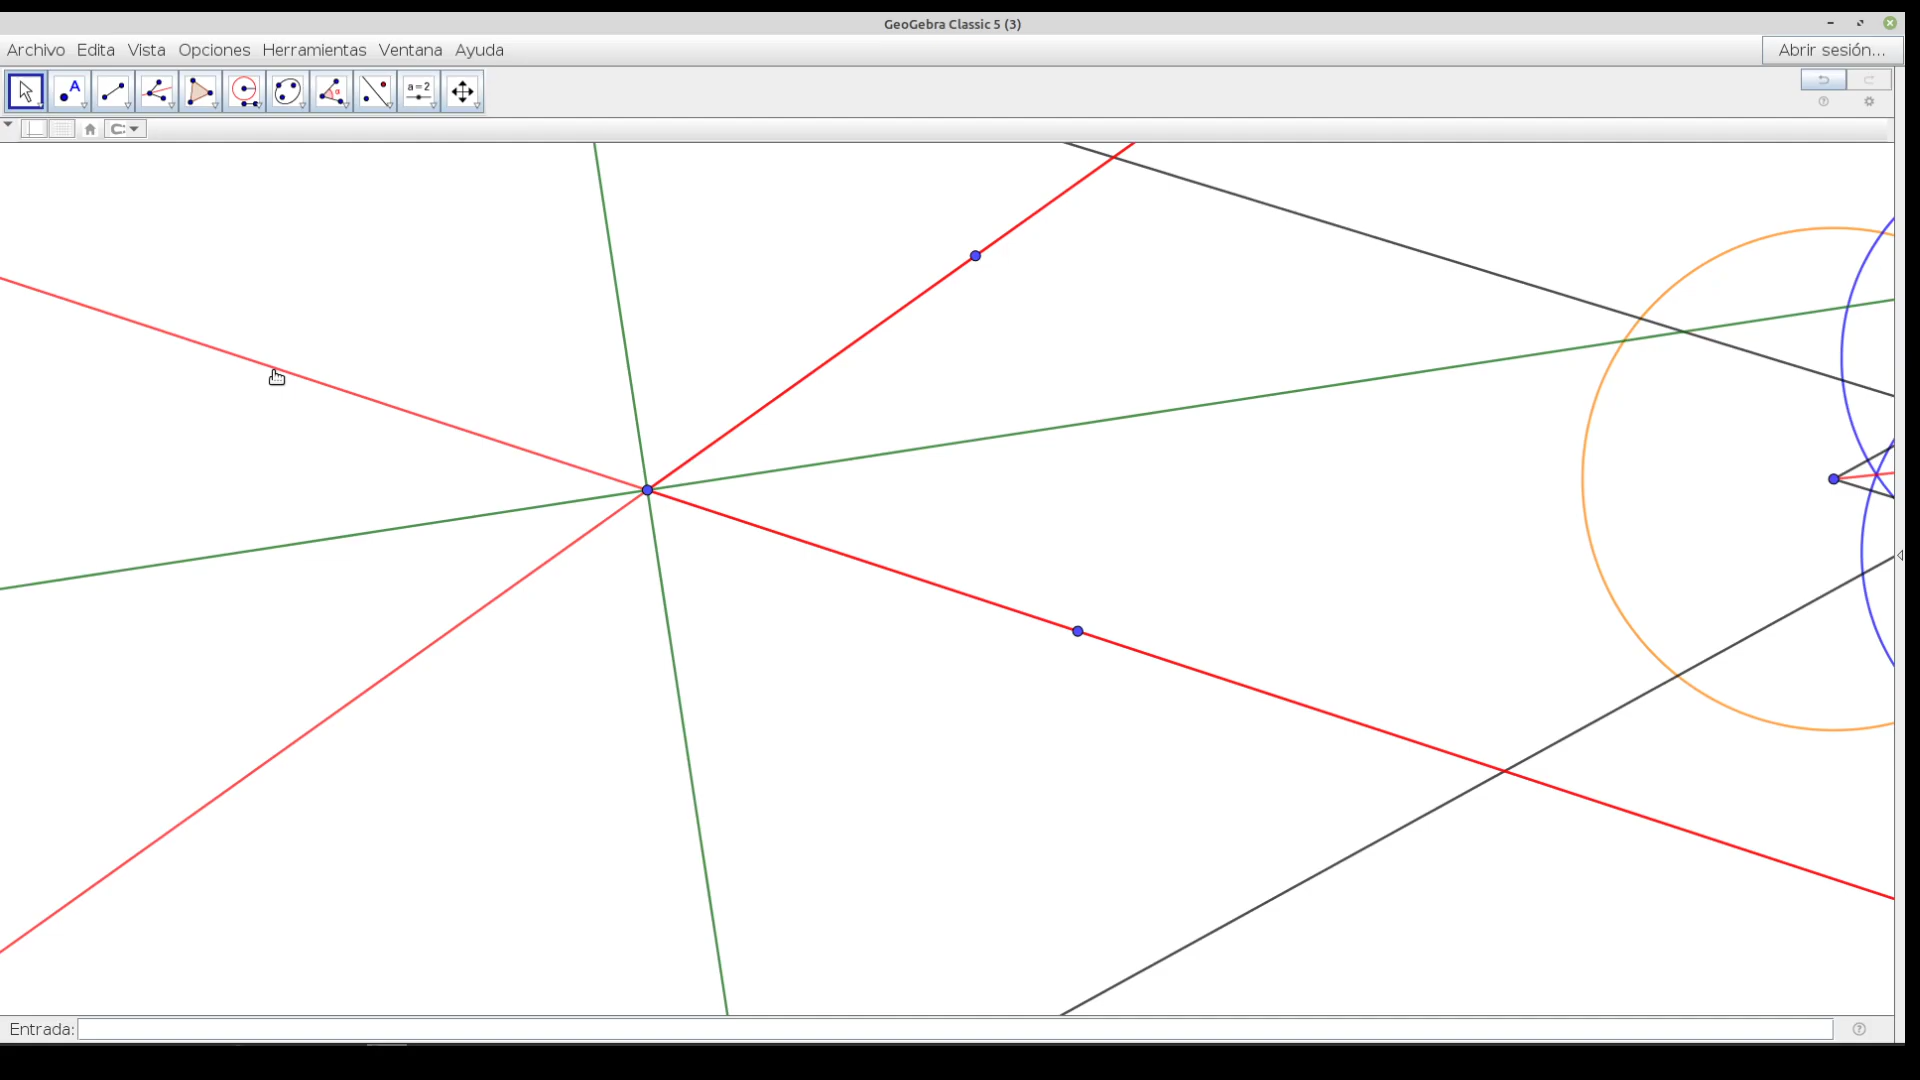 GeoGebra Classic 5 (3)
Archivo Edita Vista Opciones Herramientas Ventana Ayuda
Abrir sesión...
A
α
a=2
Entrada: